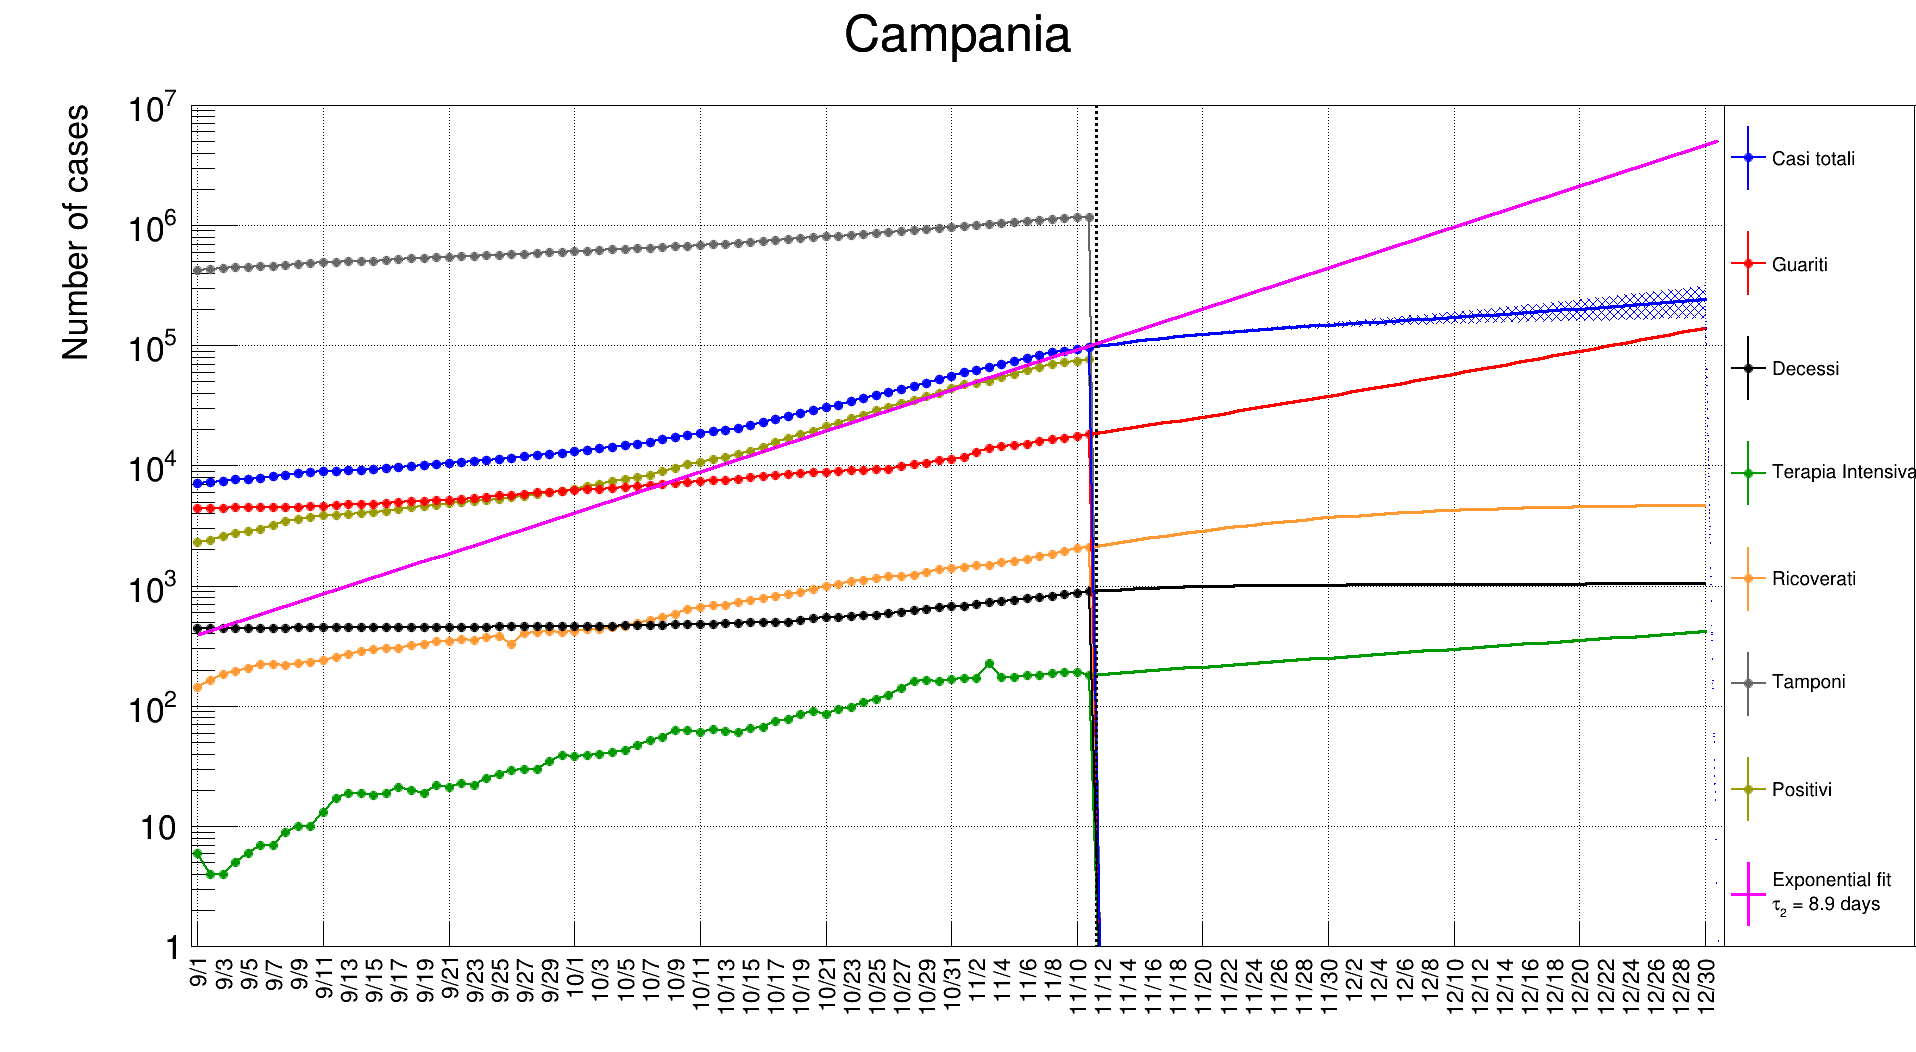 Campania
Number of cases
10^7
10^6
10^5
10^4
10^3
10^2
10
1
9/1 9/3 9/5 9/7 9/9 9/11 9/13 9/15 9/17 9/19 9/21 9/23 9/25 9/27 9/29 10/1 10/3 10/5 10/7 10/9 10/11 10/13 10/15 10/17 10/19 10/21 10/23 10/25 10/27 10/29 10/31 11/2 11/4 11/6 11/8 11/10 11/12 11/14 11/16 11/18 11/20 11/22 11/24 11/26 11/28 11/30 12/2 12/4 12/6 12/8 12/10 12/12 12/14 12/16 12/18 12/20 12/22 12/24 12/26 12/28 12/30
Casi totali
Guariti
Decessi
Terapia Intensiva
Ricoverati
Tamponi
Positivi
Exponential fit
τ_2 = 8.9 days